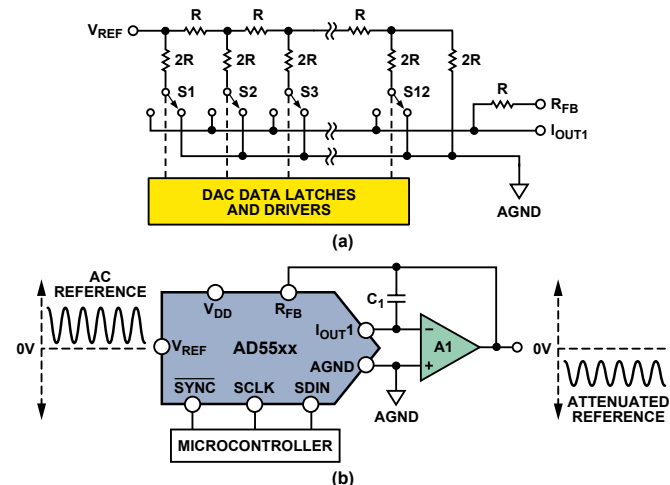 R R R
VREF
2R 2R 2R 2R 2R
S1 S2 S3 S12
R
RFB
IOUT1
DAC DATA LATCHES
AND DRIVERS
AGND
(a)
AC
REFERENCE
0V
VDD RFB
C1
IOUT1
VREF
AD55xx
AGND
SYNC SCLK SDIN
MICROCONTROLLER
−
A1
+
AGND
0V
ATTENUATED
REFERENCE
(b)